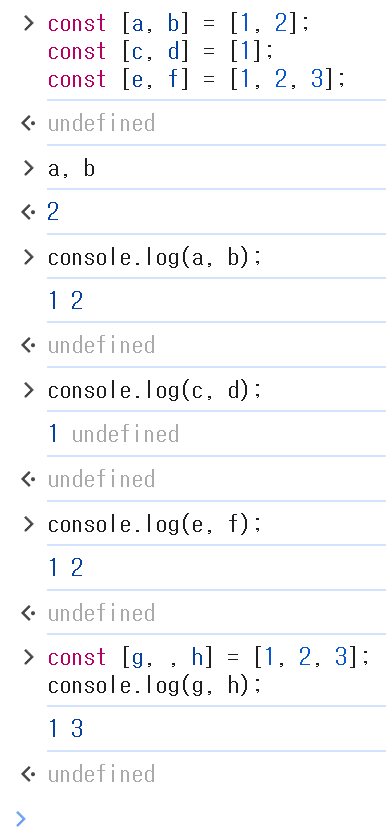 > const [a, b] = [1, 2];
const [c, d] = [1];
const [e, f] = [1, 2, 3];
undefined
> a, b
2
> console.log(a, b);
1 2
undefined
> console.log(c, d);
1 undefined
undefined
> console.log(e, f);
1 2
undefined
> const [g, , h] = [1, 2, 3];
console.log(g, h);
1 3
undefined
>